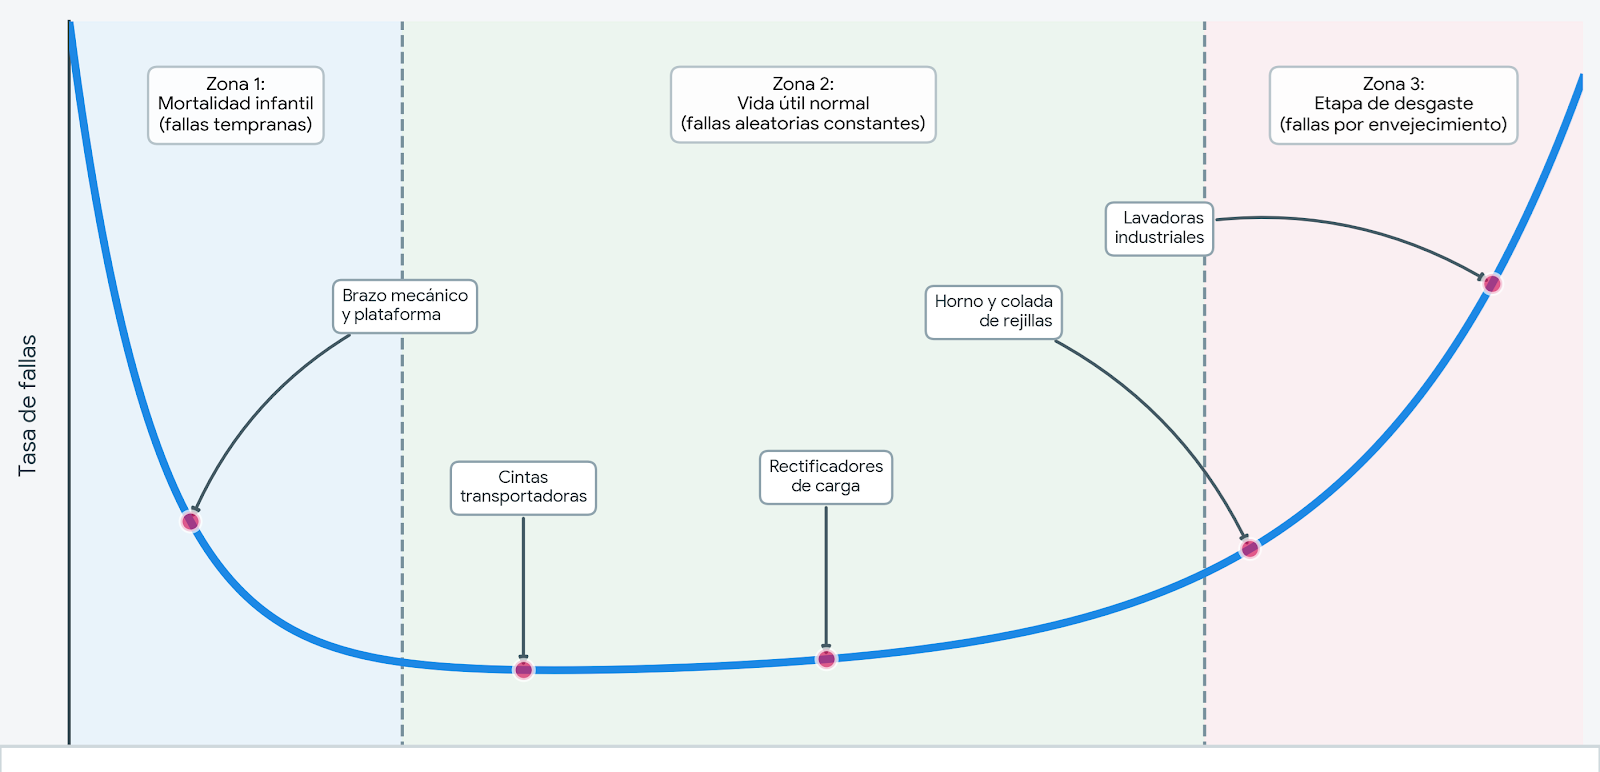 Zona 1:
Mortalidad infantil
(fallas tempranas)
Zona 2:
Vida útil normal
(fallas aleatorias constantes)
Zona 3:
Etapa de desgaste
(fallas por envejecimiento)
Lavadoras
industriales
Brazo mecánico
y plataforma
Horno y colada
de rejillas
Cintas
transportadoras
Rectificadores
de carga
Tasa de fallas